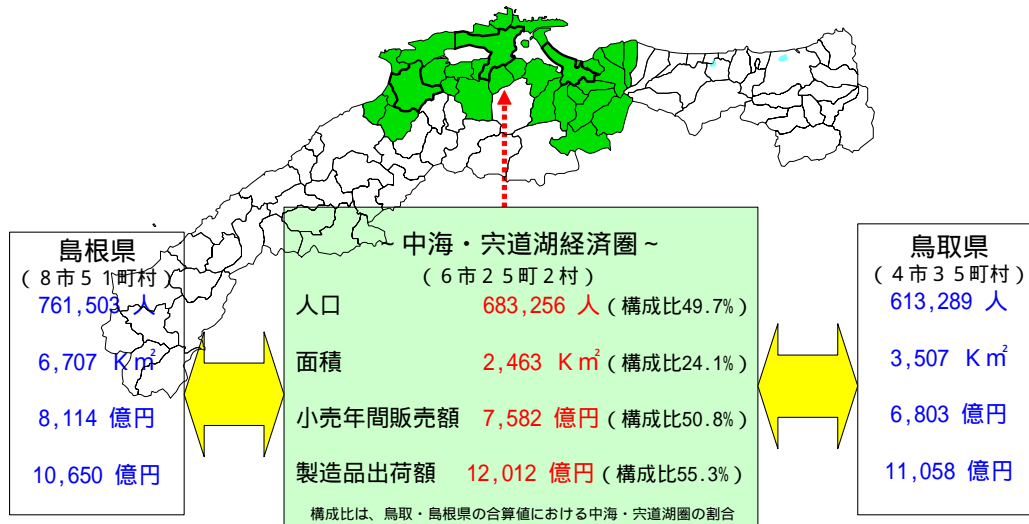 島根県
(8市51町村)
761,503 人
6,707 K㎡
8,114 億円
10,650 億円
~中海・宍道湖経済圏~
(6市25町2村)
人口 683,256 人(構成比49.7%)
面積 2,463 K㎡(構成比24.1%)
小売年間販売額 7,582 億円(構成比50.8%)
製造品出荷額 12,012 億円(構成比55.3%)
構成比は、鳥取・島根県の合算値における中海・宍道湖圏の割合
鳥取県
(4市35町村)
613,289 人
3,507 K㎡
6,803 億円
11,058 億円